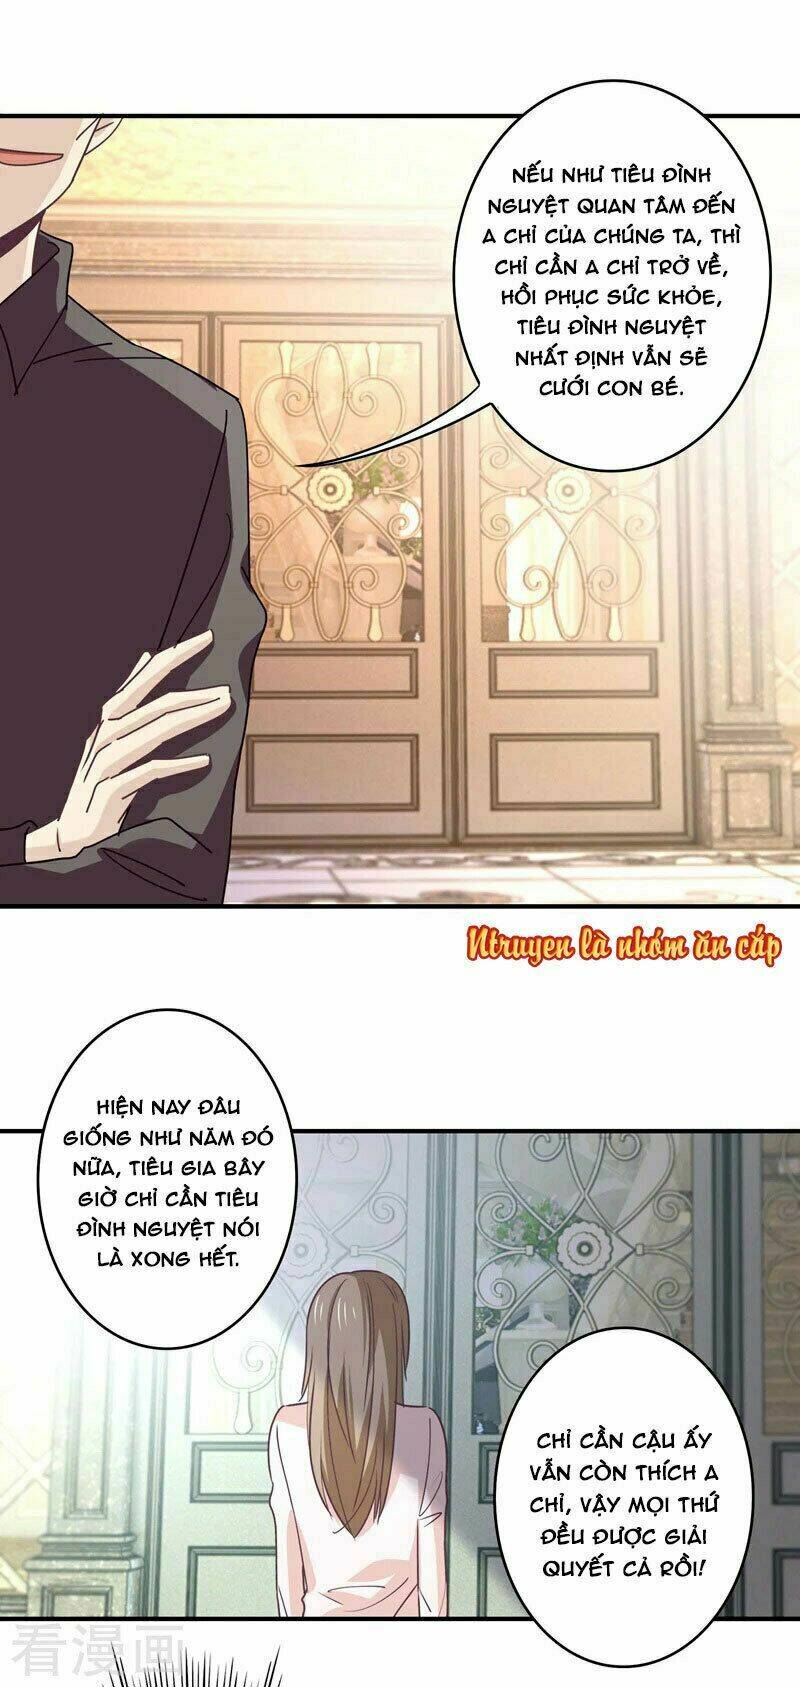 NẾU NHƯ TIÊU ĐÌNH
NGUYỆT QUAN TÂM ĐẾN
A CHỈ CỦA CHÚNG TA, THÌ
CHỈ CẦN A CHỈ TRỞ VỀ,
HỒI PHỤC SỨC KHỎE,
TIÊU ĐÌNH NGUYỆT
NHẤT ĐỊNH VẪN SẼ
CƯỚI CON BÉ.
Ntruyen là nhóm ăn cắp
HIỆN NAY ĐÂU
GIỐNG NHƯ NĂM ĐÓ
NỮA, TIÊU GIA BÂY
GIỜ CHỈ CẦN TIÊU
ĐÌNH NGUYỆT NÓI
LÀ XONG HẾT.
CHỈ CẦN CẬU ẤY
VẪN CÒN THÍCH A
CHỈ, VẬY MỌI THỨ
ĐỀU ĐƯỢC GIẢI
QUYẾT CẢ RỒI!
看漫画